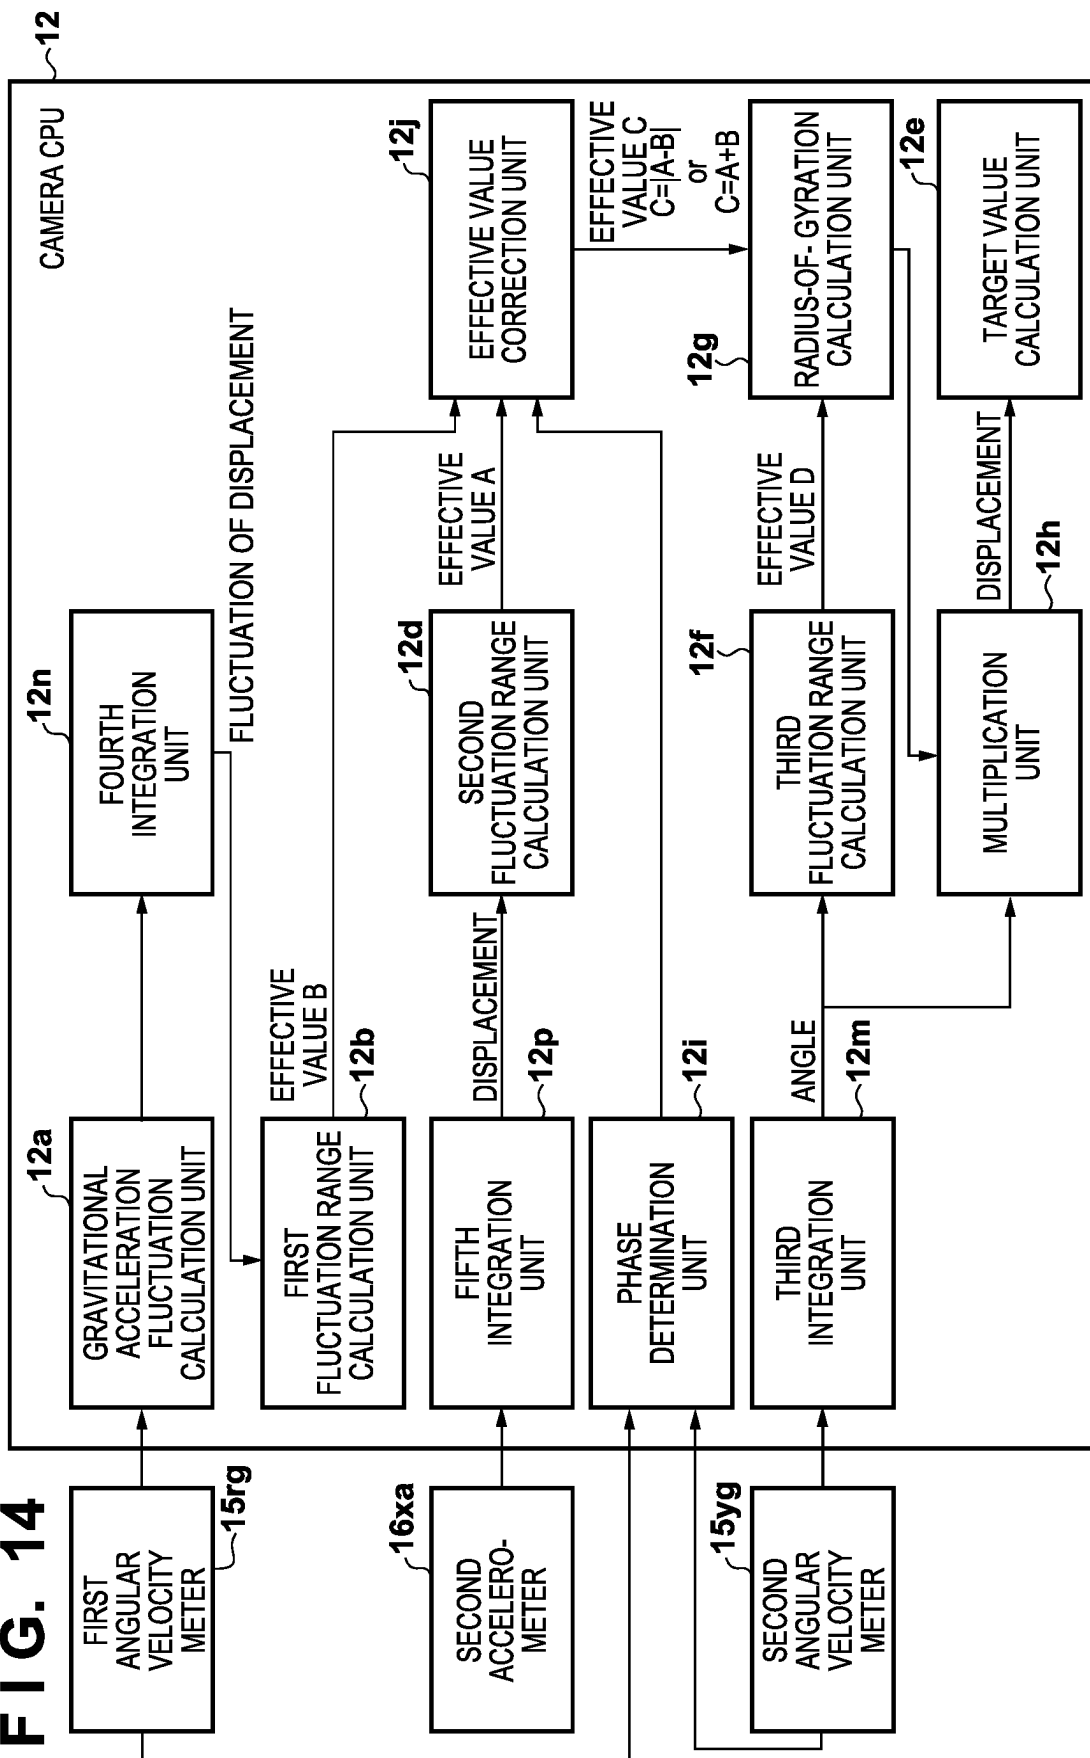 FIG. 14
12
CAMERA CPU
FIRST
ANGULAR
VELOCITY
METER
15rg
GRAVITATIONAL
ACCELERATION
FLUCTUATION
CALCULATION UNIT
12a
FOURTH
INTEGRATION
UNIT
12n
FLUCTUATION OF DISPLACEMENT
FIRST
FLUCTUATION RANGE
CALCULATION UNIT
12b
EFFECTIVE
VALUE B
SECOND
ACCELERO-
METER
16xa
FIFTH
INTEGRATION
UNIT
12p
DISPLACEMENT
SECOND
FLUCTUATION RANGE
CALCULATION UNIT
12d
EFFECTIVE
VALUE A
EFFECTIVE VALUE
CORRECTION UNIT
12j
EFFECTIVE
VALUE C
C=|A-B|
or
C=A+B
PHASE
DETERMINATION
UNIT
12i
SECOND
ANGULAR
VELOCITY
METER
15yg
THIRD
INTEGRATION
UNIT
12m
ANGLE
THIRD
FLUCTUATION RANGE
CALCULATION UNIT
12f
EFFECTIVE
VALUE D
RADIUS-OF- GYRATION
CALCULATION UNIT
12g
MULTIPLICATION
UNIT
12h
DISPLACEMENT
TARGET VALUE
CALCULATION UNIT
12e